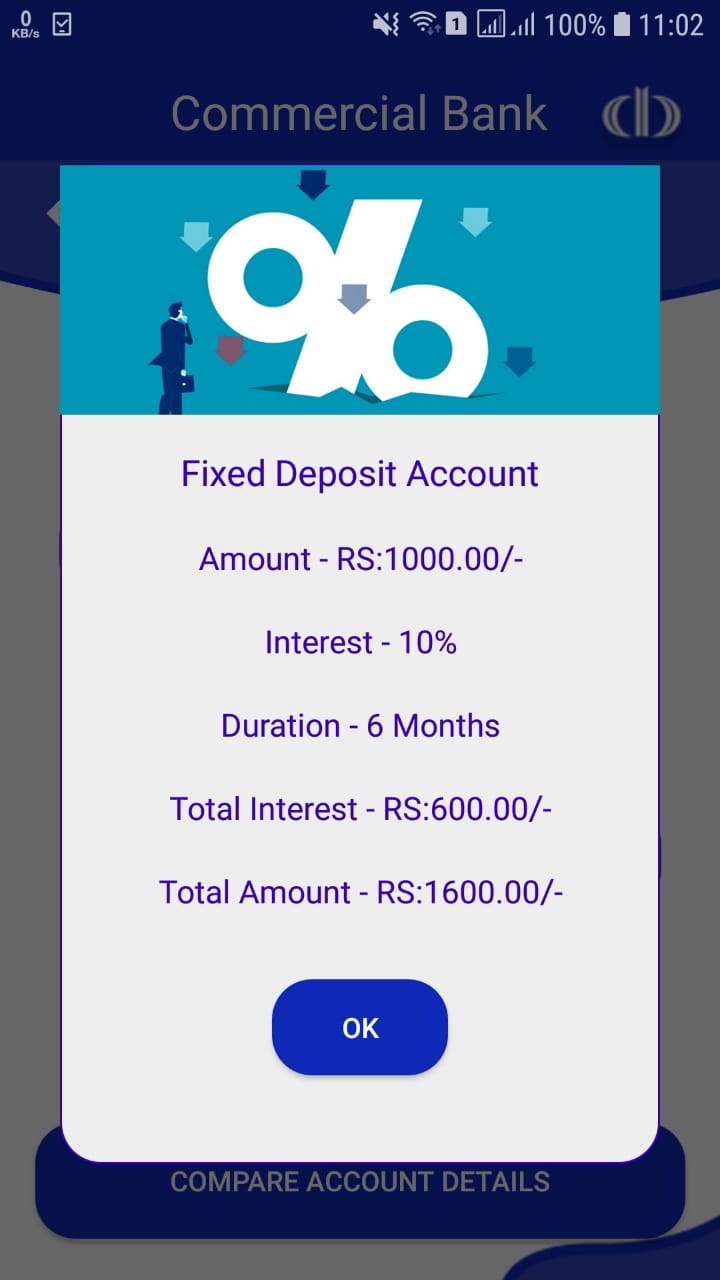 0
KB/s
1
100%
11:02
Commercial Bank
%
Fixed Deposit Account
Amount - RS:1000.00/-
Interest - 10%
Duration - 6 Months
Total Interest - RS:600.00/-
Total Amount - RS:1600.00/-
OK
COMPARE ACCOUNT DETAILS